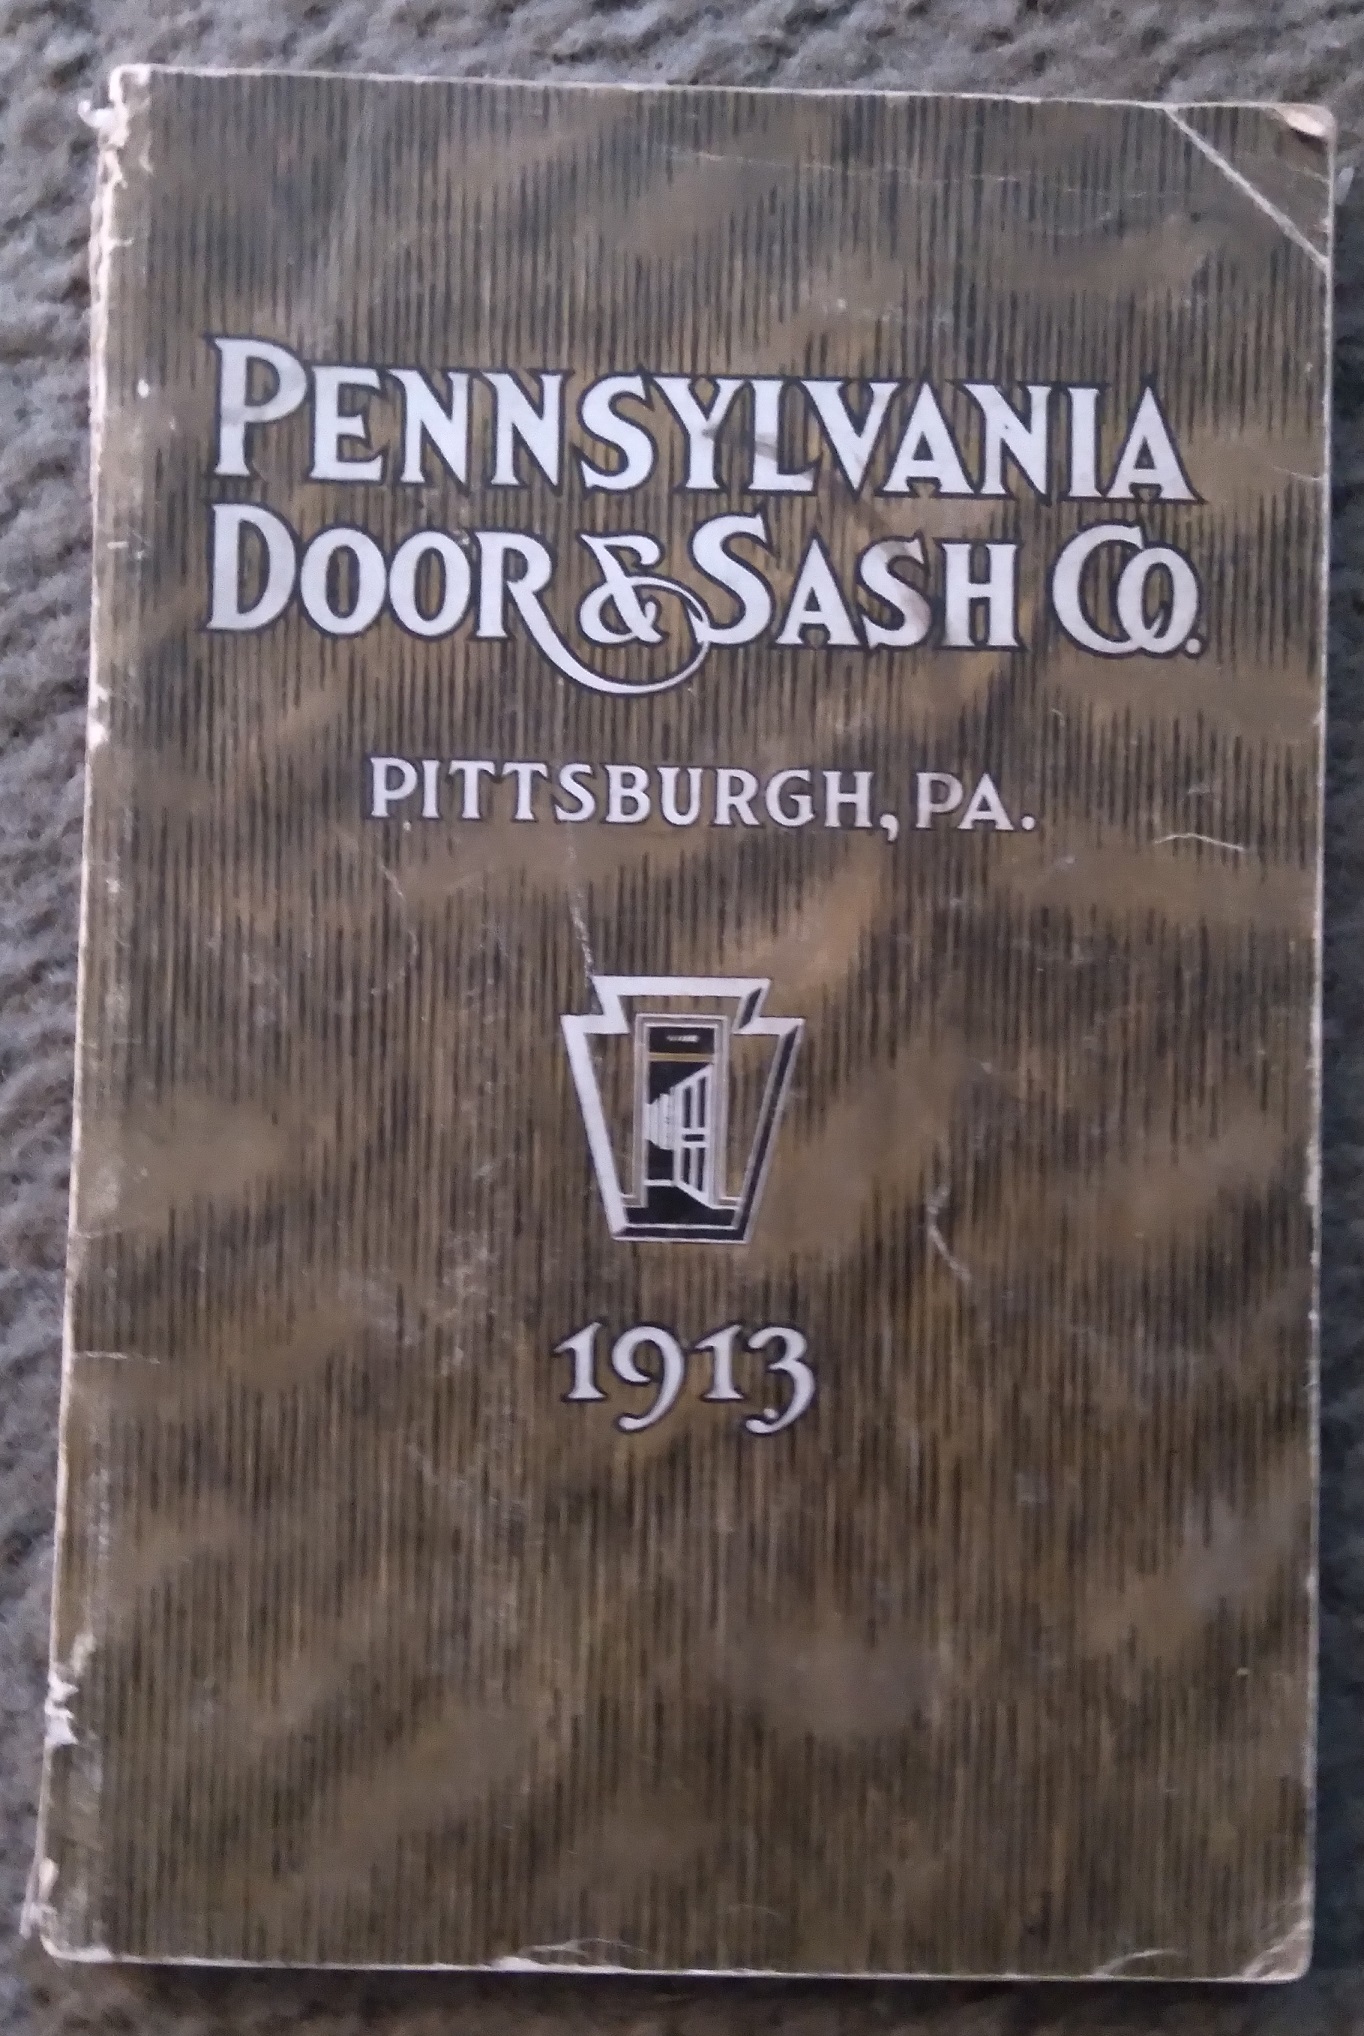 PENNSYLVANIA
DOOR & SASH CO.
PITTSBURGH, PA.
1913